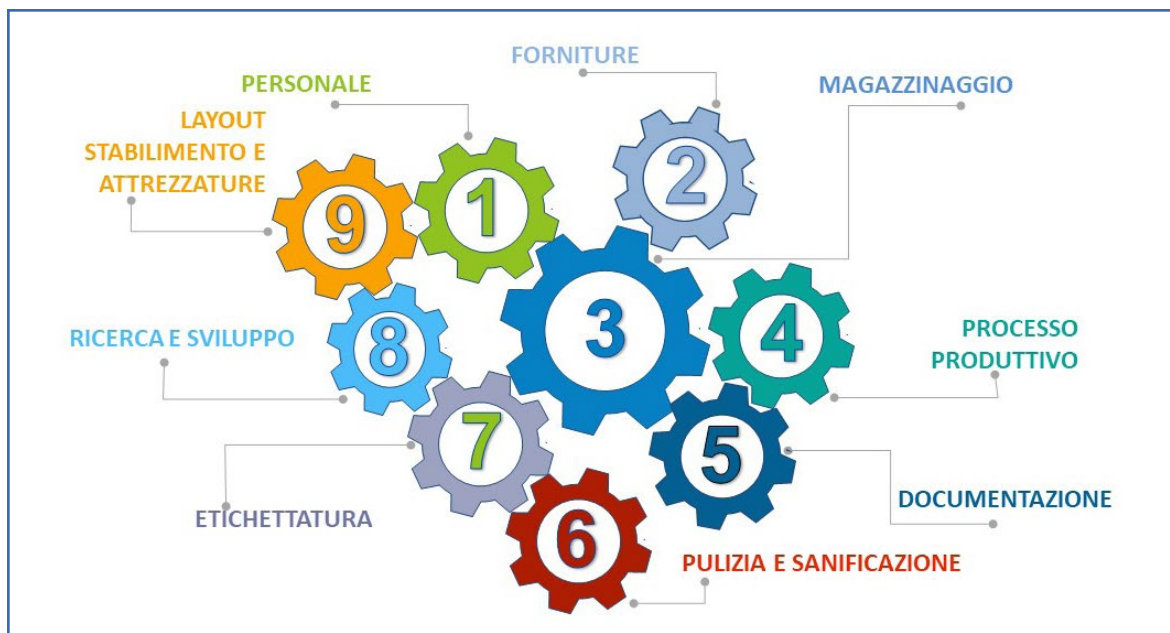 FORNITURE
PERSONALE
MAGAZZINAGGIO
LAYOUT
STABILIMENTO E
ATTREZZATURE
2
1
9
3
4
8
RICERCA E SVILUPPO
PROCESSO
PRODUTTIVO
7
5
ETICHETTATURA
DOCUMENTAZIONE
6
PULIZIA E SANIFICAZIONE